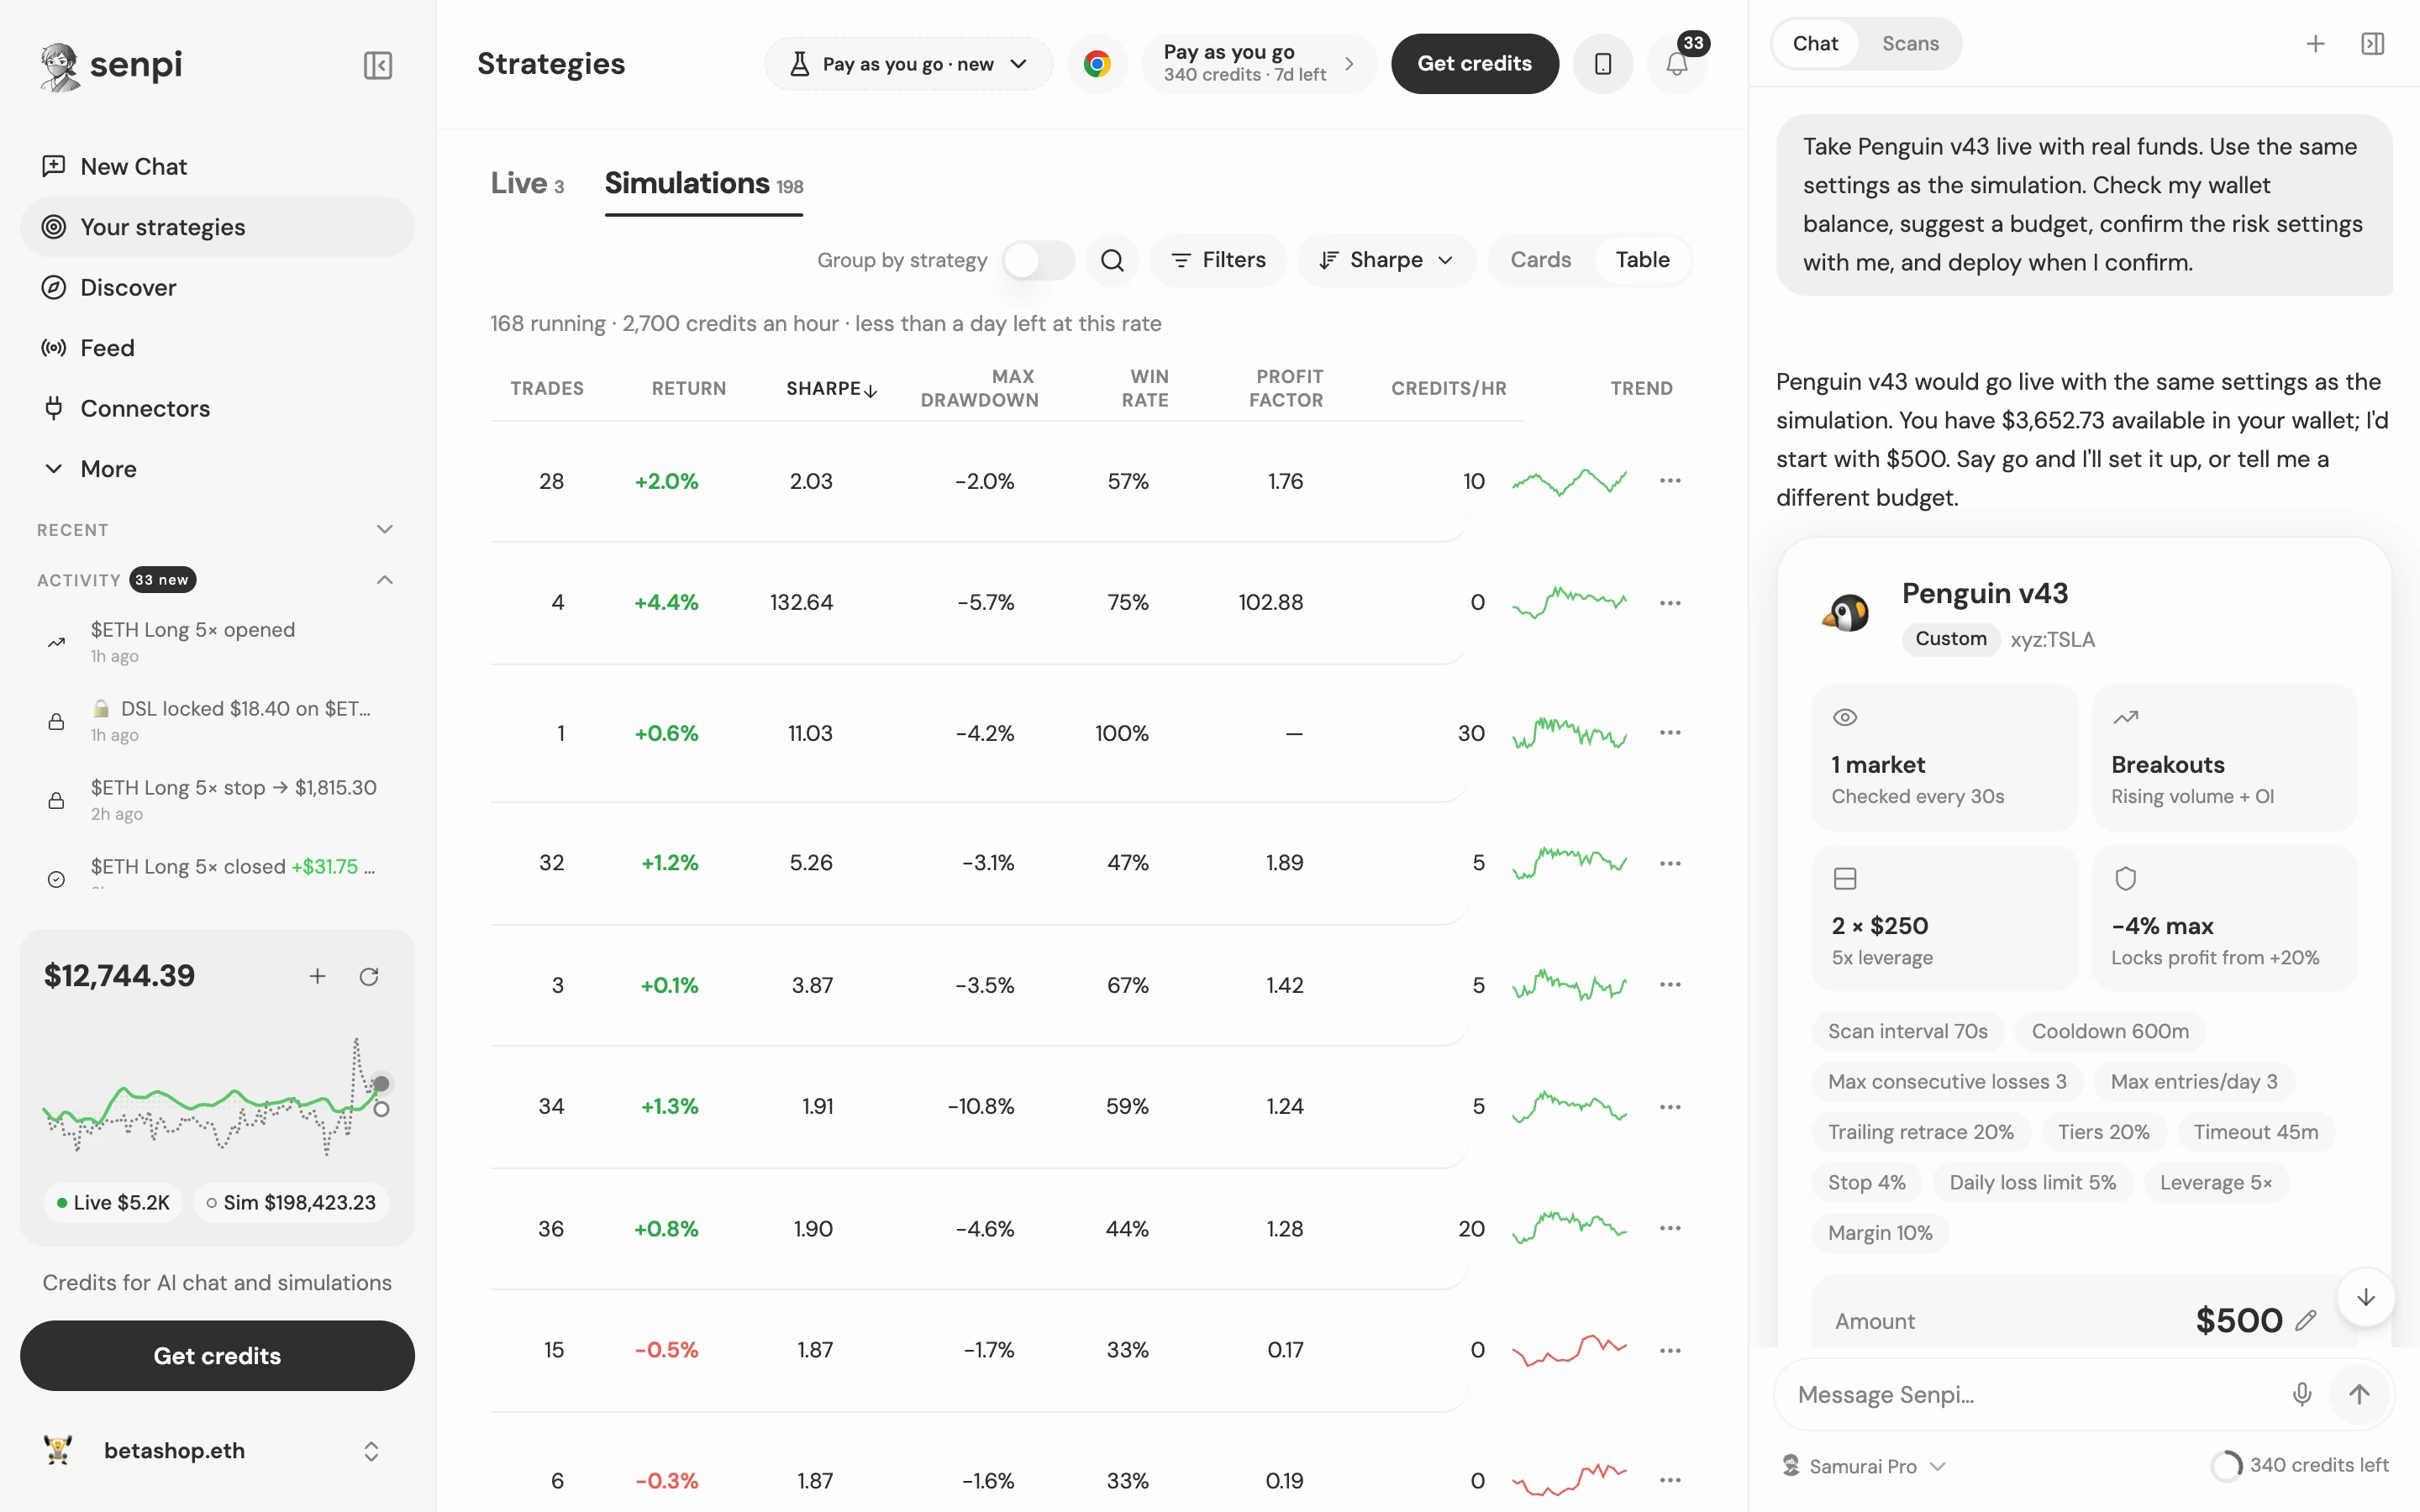 senpi
New Chat
Your strategies
Discover
Feed
Connectors
More
RECENT
ACTIVITY 33 new
$ETH Long 5× opened
1h ago
DSL locked $18.40 on $ET...
1h ago
$ETH Long 5× stop → $1,815.30
2h ago
$ETH Long 5× closed +$31.75 ...
$12,744.39
Live $5.2K
Sim $198,423.23
Credits for AI chat and simulations
Get credits
betashop.eth
Strategies
Pay as you go · new
Pay as you go
340 credits · 7d left
Get credits
33
Live 3
Simulations 198
Group by strategy
Filters
Sharpe
Cards
Table
168 running · 2,700 credits an hour · less than a day left at this rate
TRADES RETURN SHARPE↓ MAX DRAWDOWN WIN RATE PROFIT FACTOR CREDITS/HR TREND
28 +2.0% 2.03 -2.0% 57% 1.76 10
4 +4.4% 132.64 -5.7% 75% 102.88 0
1 +0.6% 11.03 -4.2% 100% — 30
32 +1.2% 5.26 -3.1% 47% 1.89 5
3 +0.1% 3.87 -3.5% 67% 1.42 5
34 +1.3% 1.91 -10.8% 59% 1.24 5
36 +0.8% 1.90 -4.6% 44% 1.28 20
15 -0.5% 1.87 -1.7% 33% 0.17 0
6 -0.3% 1.87 -1.6% 33% 0.19 0
Chat
Scans
Take Penguin v43 live with real funds. Use the same
settings as the simulation. Check my wallet
balance, suggest a budget, confirm the risk settings
with me, and deploy when I confirm.
Penguin v43 would go live with the same settings as the
simulation. You have $3,652.73 available in your wallet; I'd
start with $500. Say go and I'll set it up, or tell me a
different budget.
Penguin v43
Custom xyz:TSLA
1 market
Checked every 30s
Breakouts
Rising volume + OI
2 × $250
5x leverage
-4% max
Locks profit from +20%
Scan interval 70s
Cooldown 600m
Max consecutive losses 3
Max entries/day 3
Trailing retrace 20%
Tiers 20%
Timeout 45m
Stop 4%
Daily loss limit 5%
Leverage 5×
Margin 10%
Amount
$500
Message Senpi...
Samurai Pro
340 credits left